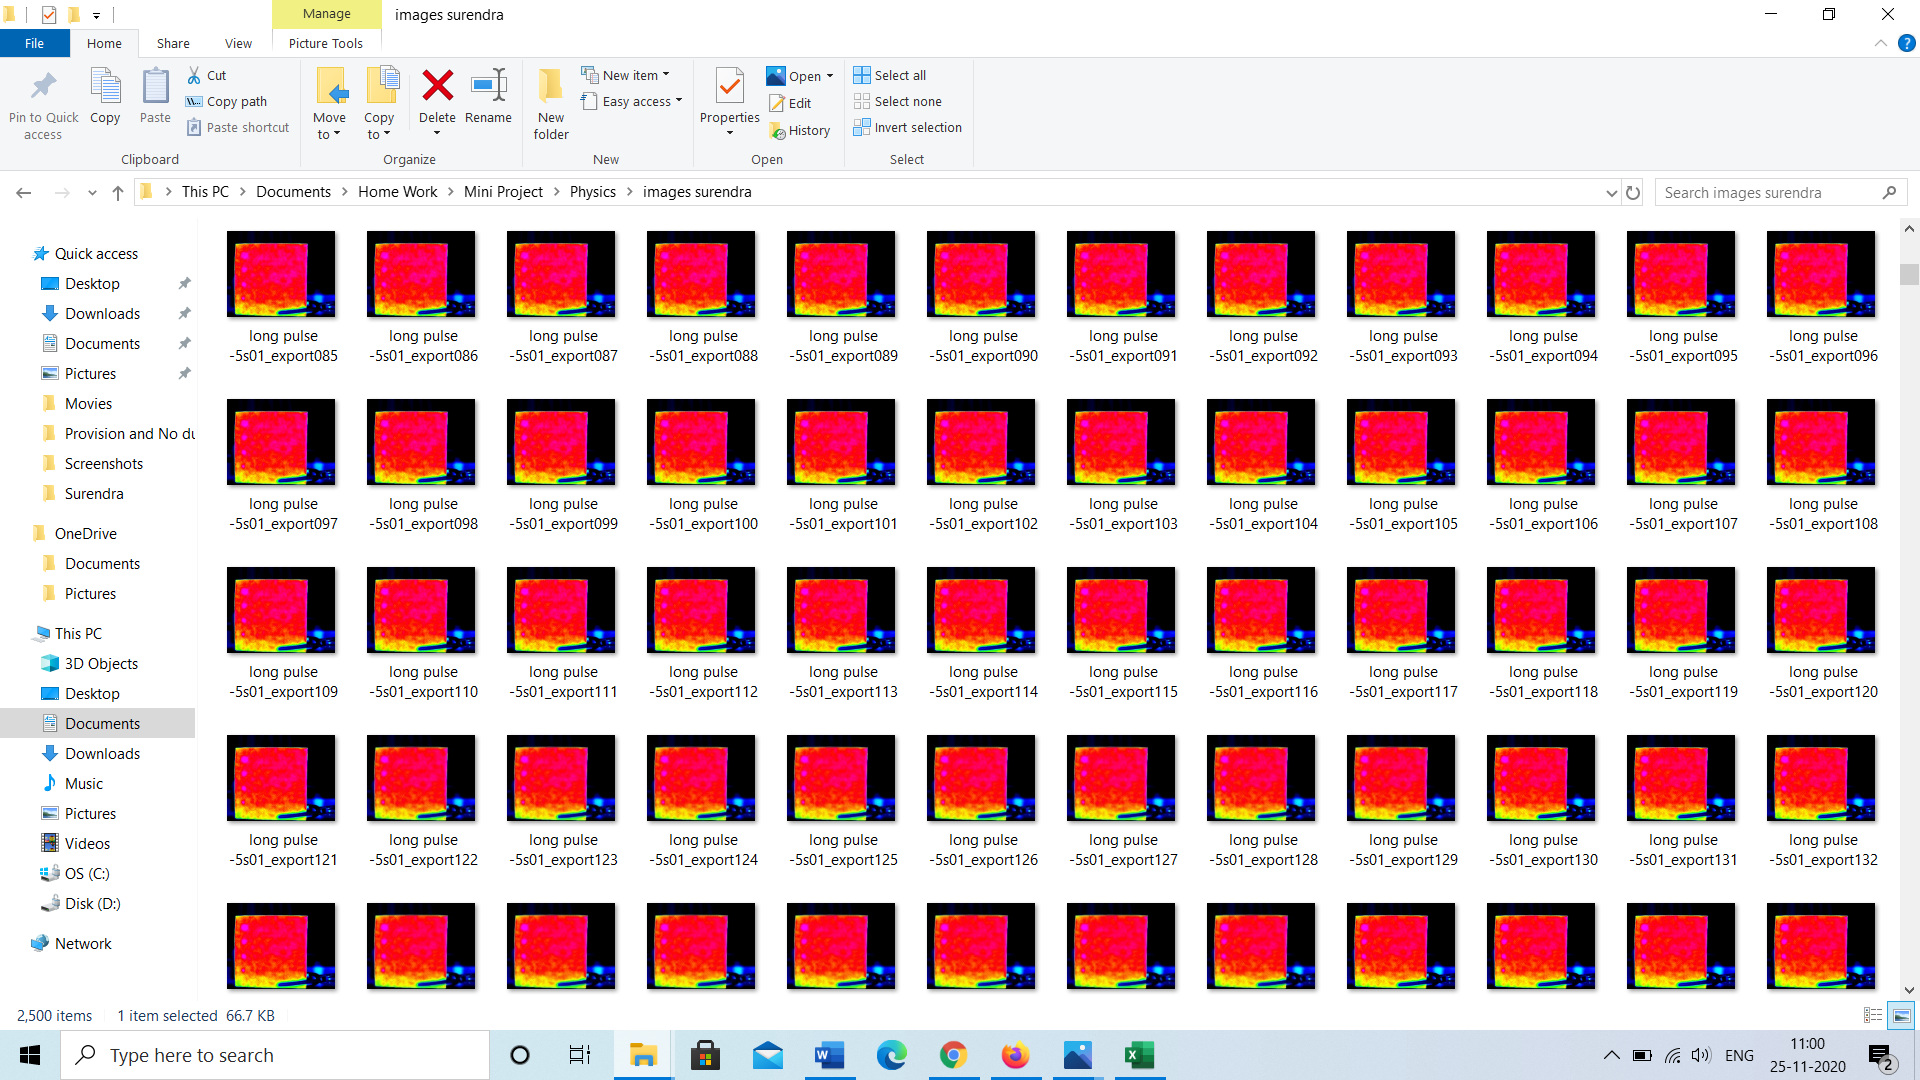 Manage
images surendra
File
Home
Share
View
Picture Tools
Pin to Quick
access
Copy
Paste
Cut
Copy path
Paste shortcut
Clipboard
Move
to
Copy
to
Delete
Rename
Organize
New
folder
New item
Easy access
New
Properties
Open
Edit
History
Open
Select all
Select none
Invert selection
Select
This PC
Documents
Home Work
Mini Project
Physics
images surendra
Search images surendra
Quick access
Desktop
Downloads
Documents
Pictures
Movies
Provision and No du
Screenshots
Surendra
OneDrive
Documents
Pictures
This PC
3D Objects
Desktop
Documents
Downloads
Music
Pictures
Videos
OS (C:)
Disk (D:)
Network
long pulse
-5s01_export085
long pulse
-5s01_export086
long pulse
-5s01_export087
long pulse
-5s01_export088
long pulse
-5s01_export089
long pulse
-5s01_export090
long pulse
-5s01_export091
long pulse
-5s01_export092
long pulse
-5s01_export093
long pulse
-5s01_export094
long pulse
-5s01_export095
long pulse
-5s01_export096
long pulse
-5s01_export097
long pulse
-5s01_export098
long pulse
-5s01_export099
long pulse
-5s01_export100
long pulse
-5s01_export101
long pulse
-5s01_export102
long pulse
-5s01_export103
long pulse
-5s01_export104
long pulse
-5s01_export105
long pulse
-5s01_export106
long pulse
-5s01_export107
long pulse
-5s01_export108
long pulse
-5s01_export109
long pulse
-5s01_export110
long pulse
-5s01_export111
long pulse
-5s01_export112
long pulse
-5s01_export113
long pulse
-5s01_export114
long pulse
-5s01_export115
long pulse
-5s01_export116
long pulse
-5s01_export117
long pulse
-5s01_export118
long pulse
-5s01_export119
long pulse
-5s01_export120
long pulse
-5s01_export121
long pulse
-5s01_export122
long pulse
-5s01_export123
long pulse
-5s01_export124
long pulse
-5s01_export125
long pulse
-5s01_export126
long pulse
-5s01_export127
long pulse
-5s01_export128
long pulse
-5s01_export129
long pulse
-5s01_export130
long pulse
-5s01_export131
long pulse
-5s01_export132
2,500 items
1 item selected 66.7 KB
Type here to search
ENG
11:00
25-11-2020
2